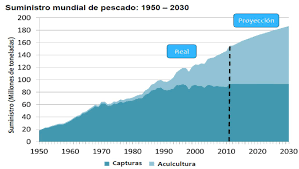 Suministro mundial de pescado: 1950 – 2030
Suministro (Millones de toneladas)
200
180
160
140
120
100
80
60
40
20
0
Real
Proyección
1950 1960 1970 1980 1990 2000 2010 2020 2030
Capturas Acuicultura